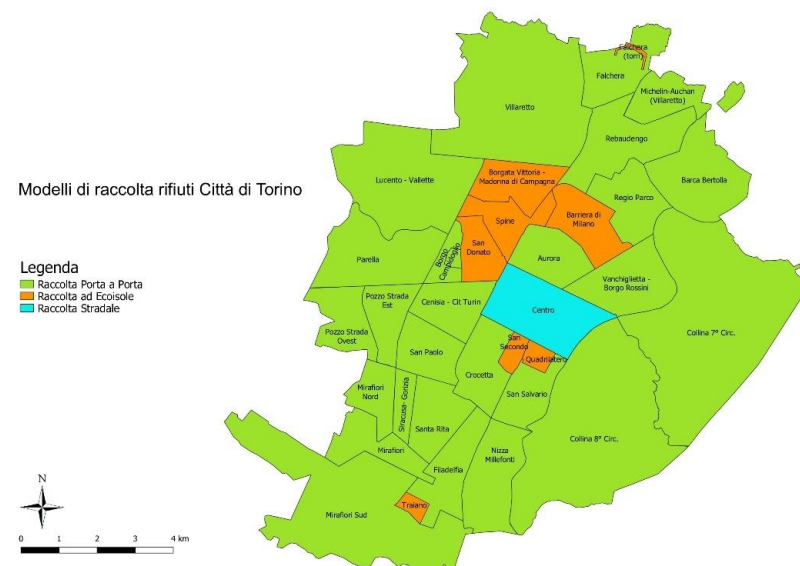 Falchera
(torri)
Falchera
Michelin-Auchan
(Villaretto)
Villaretto
Rebaudengo
Modelli di raccolta rifiuti Città di Torino
Lucento - Vallette
Borgata Vittoria -
Madonna di Campagna
Barca Bertolla
Regio Parco
Barriera di
Milano
Spine
San
Donato
Borgo
Campidoglio
Parella
Aurora
Legenda
Raccolta Porta a Porta
Raccolta ad Ecoisole
Raccolta Stradale
Vanchiglietta -
Borgo Rossini
Pozzo Strada
Est
Cenisia - Cit Turin
Centro
Pozzo Strada
Ovest
Collina 7° Circ.
San Paolo
San
Secondo
Quadrilatero
Crocetta
Mirafiori
Nord
Siracusa- Gorizia
San Salvario
Santa Rita
Collina 8° Circ.
Mirafiori
Nizza
Millefonti
Filadelfia
Traiano
Mirafiori Sud
N
0 1 2 3 4 km